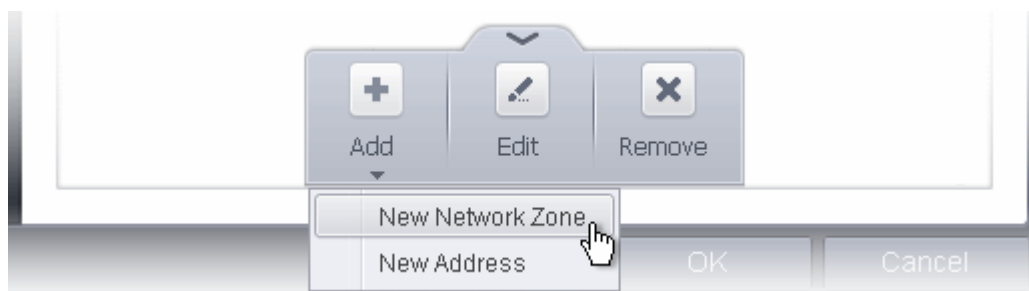 Add Edit Remove
New Network Zone
New Address
OK Cancel